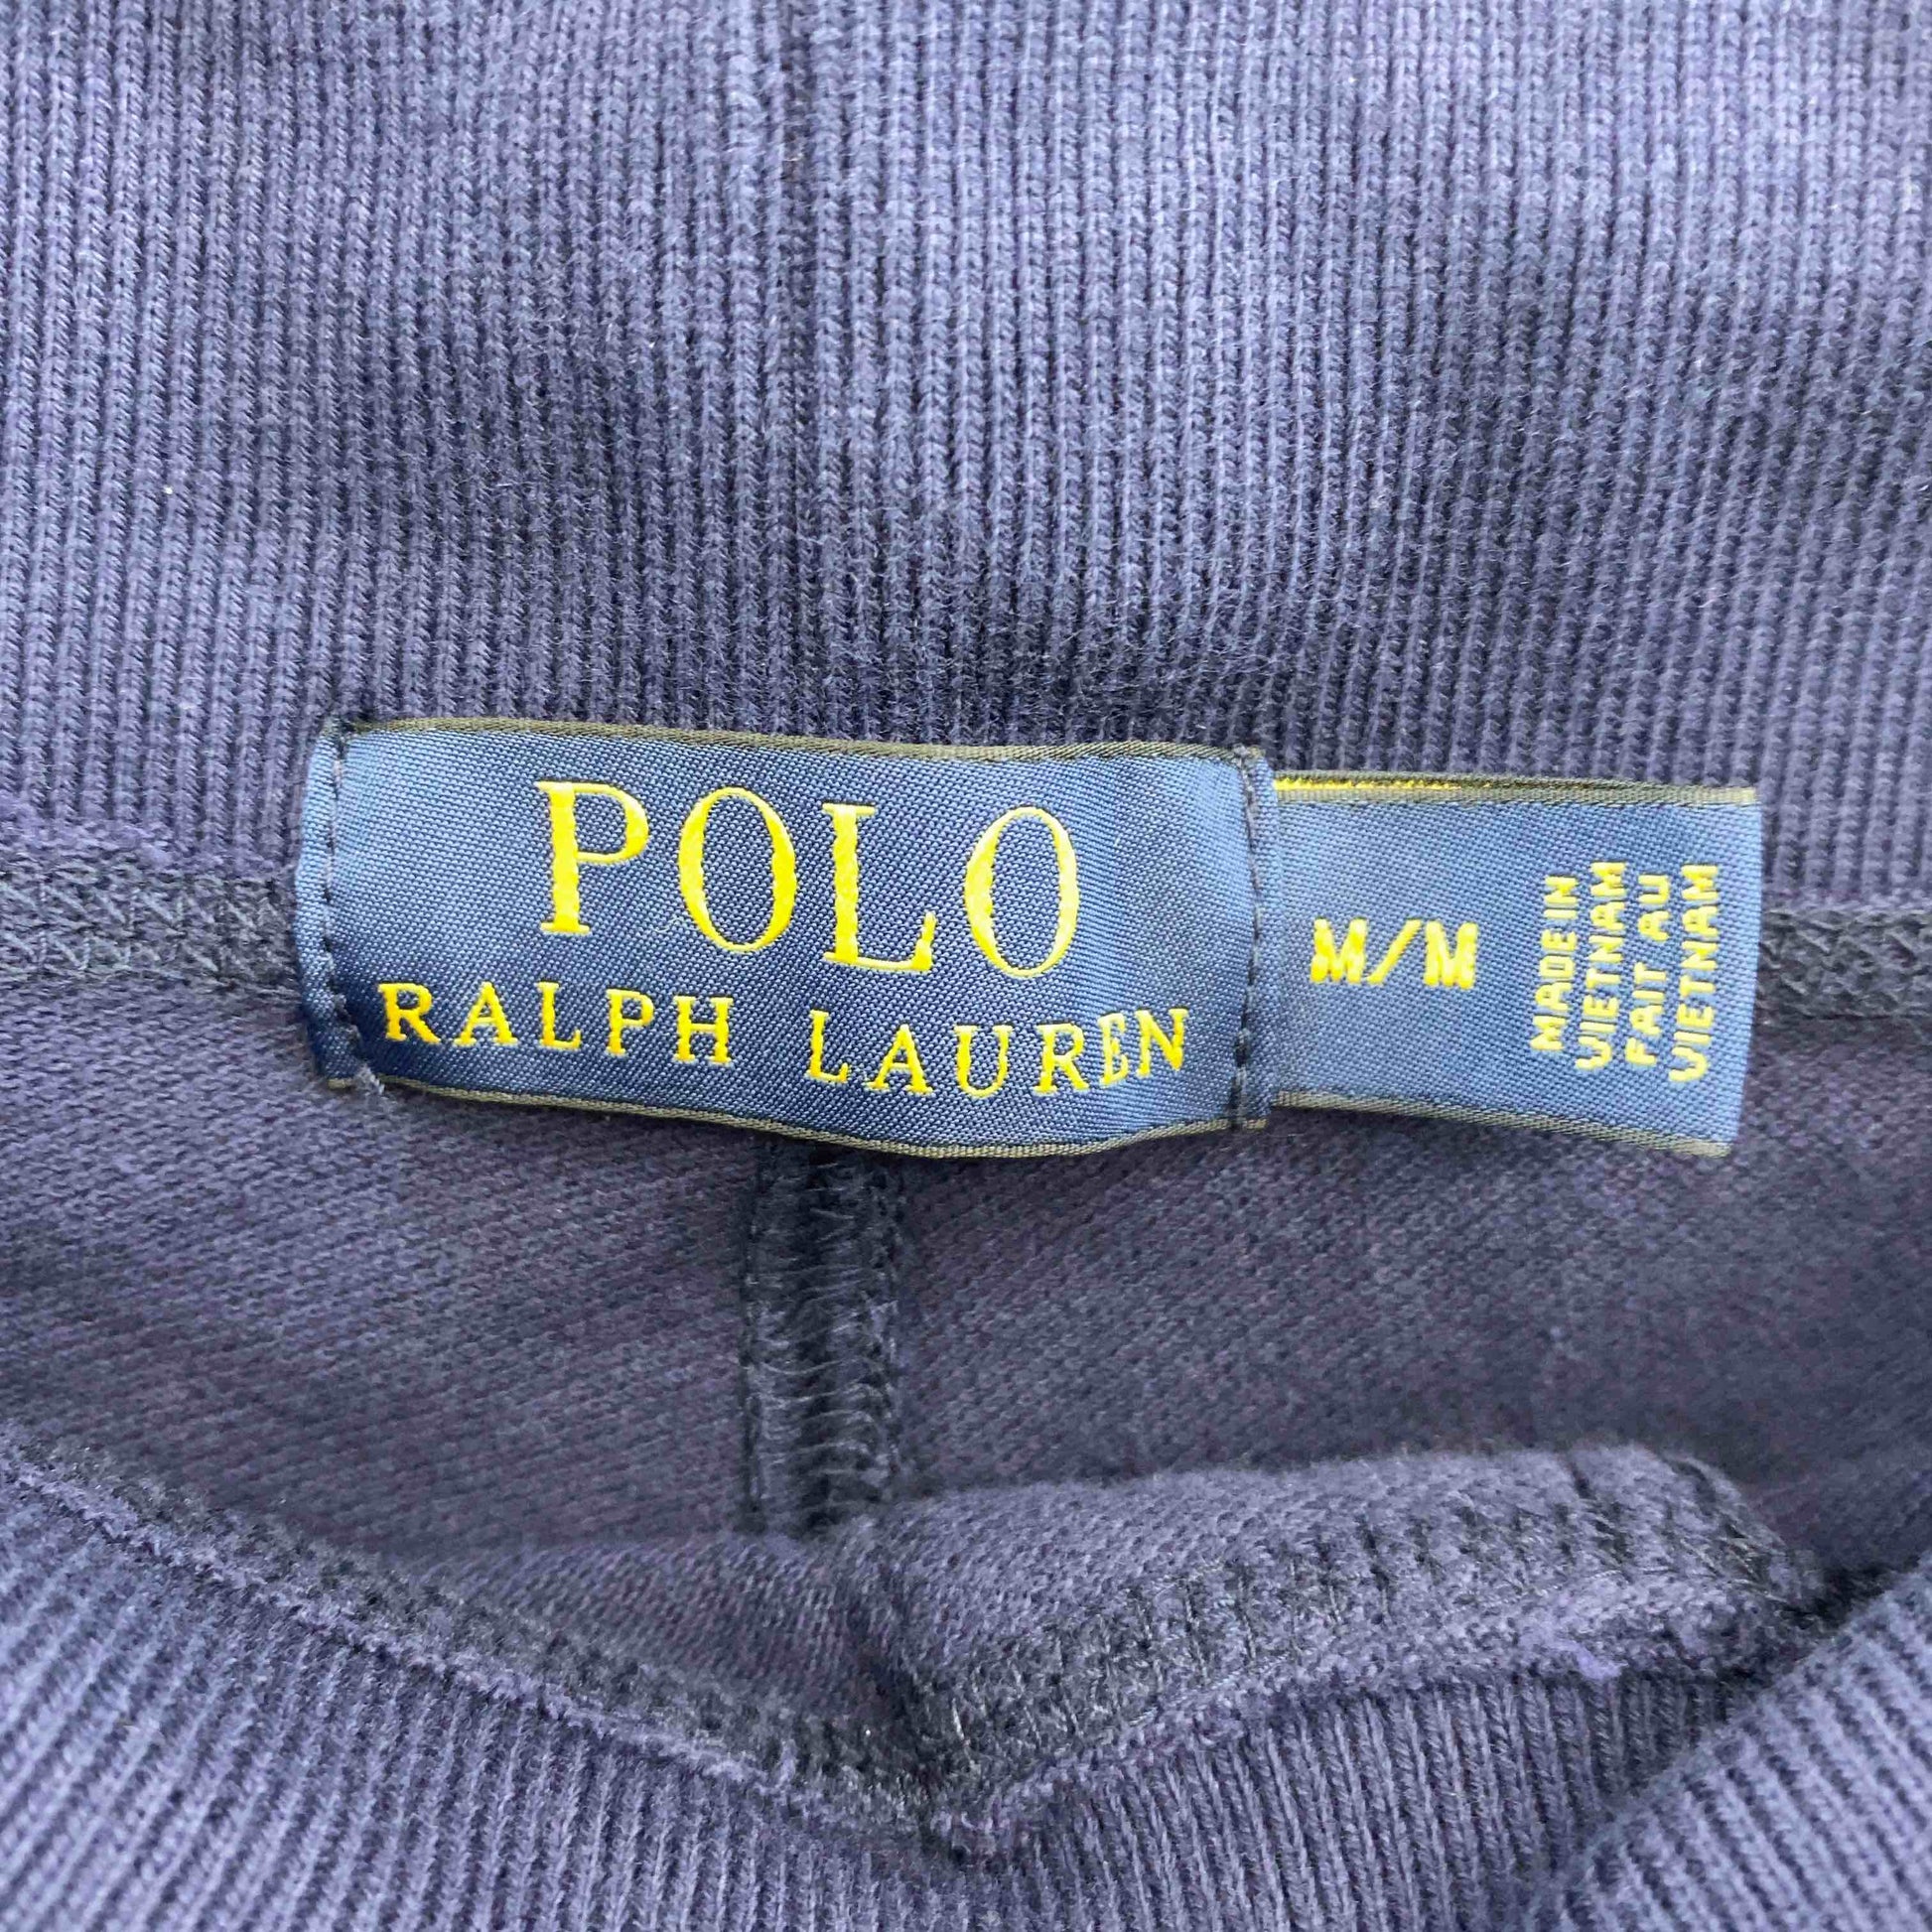 POLO
RALPH LAUREN
M/M
MADE IN
VIETNAM
FAIT AU
VIETNAM